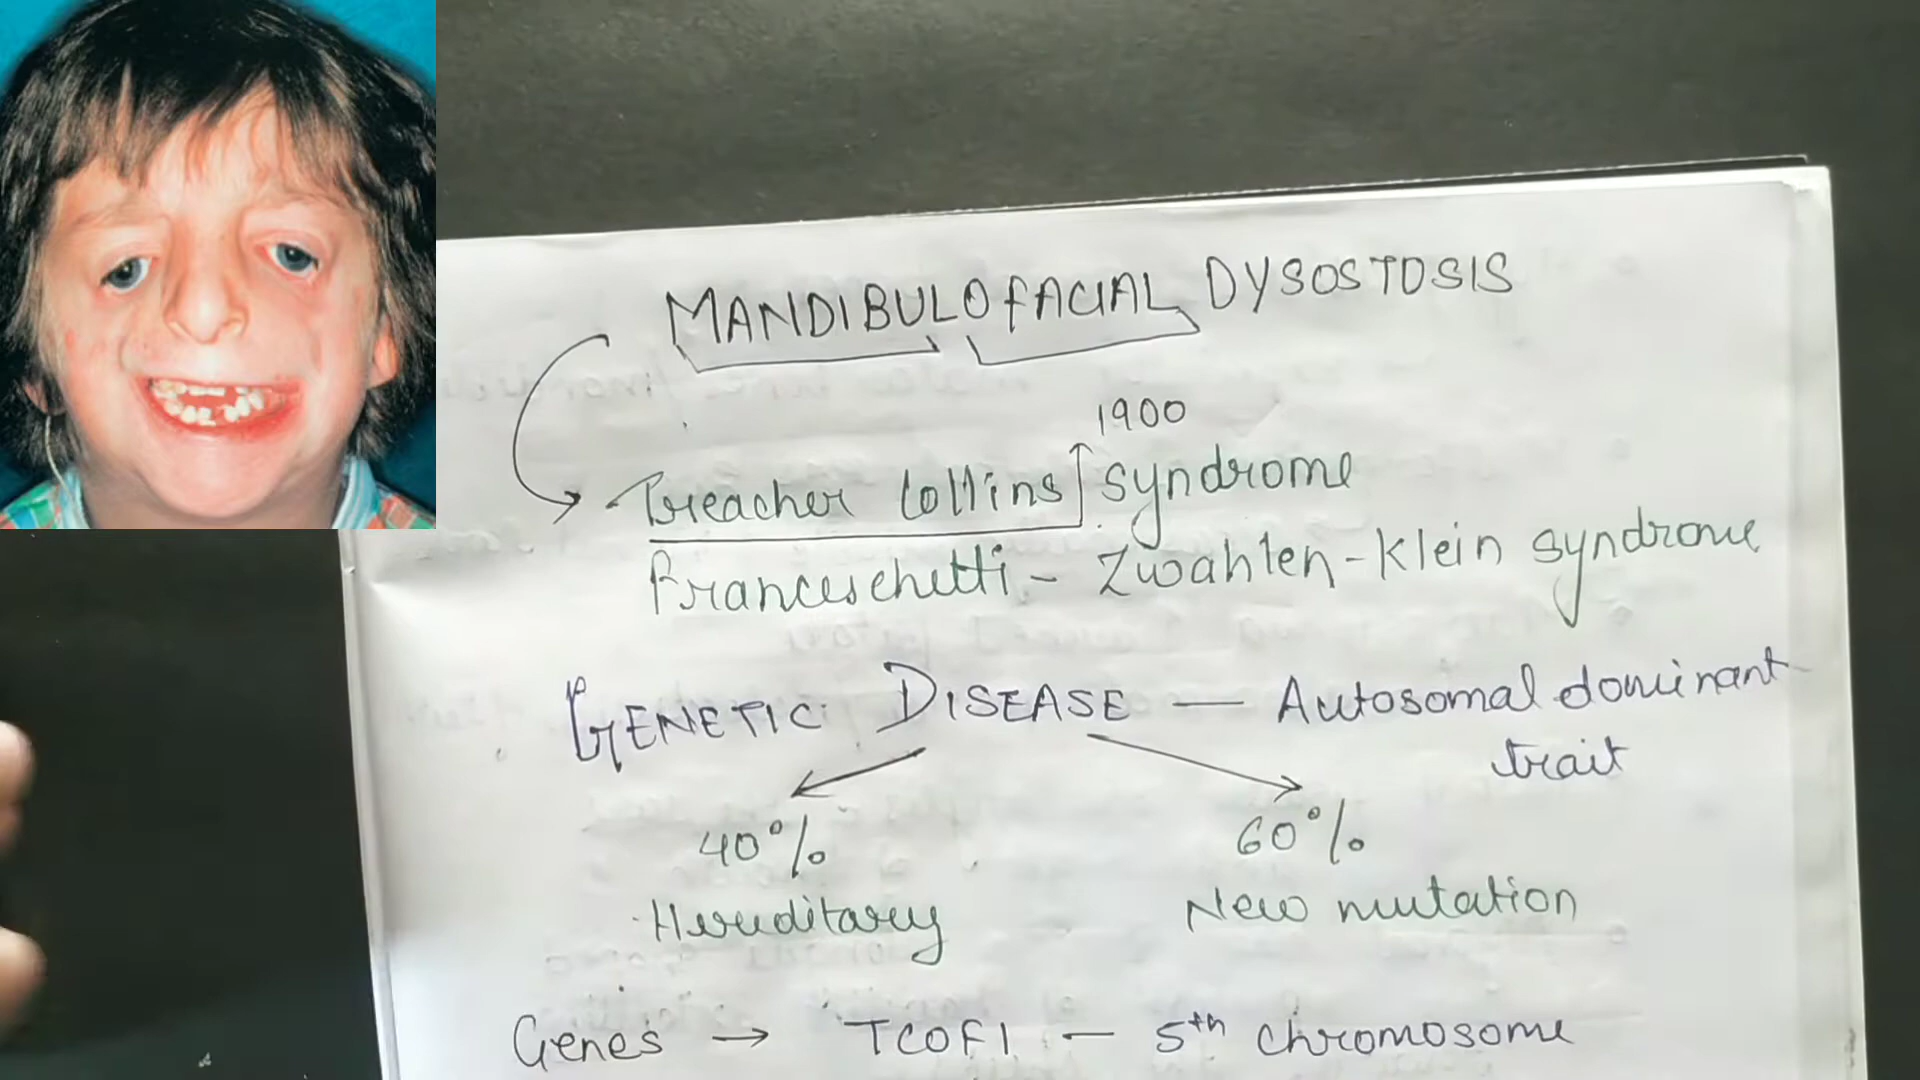 MANDIBULOFACIAL DYSOSTOSIS
1900
Treacher Collins syndrome
Franceschetti - Zwahlen - Klein syndrome
GENETIC DISEASE — Autosomal dominant
trait
40% 60%
Hereditary New mutation
Genes → TCOF1 — 5th chromosome